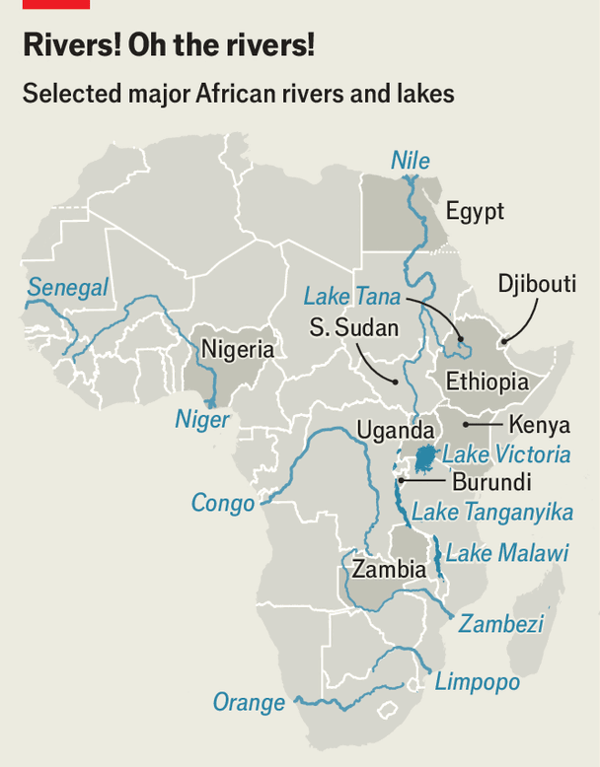 Rivers! Oh the rivers!
Selected major African rivers and lakes
Nile
Egypt
Djibouti
Senegal
Lake Tana
S. Sudan
Nigeria
Ethiopia
Niger
Uganda
Kenya
Lake Victoria
Burundi
Congo
Lake Tanganyika
Lake Malawi
Zambia
Zambezi
Limpopo
Orange